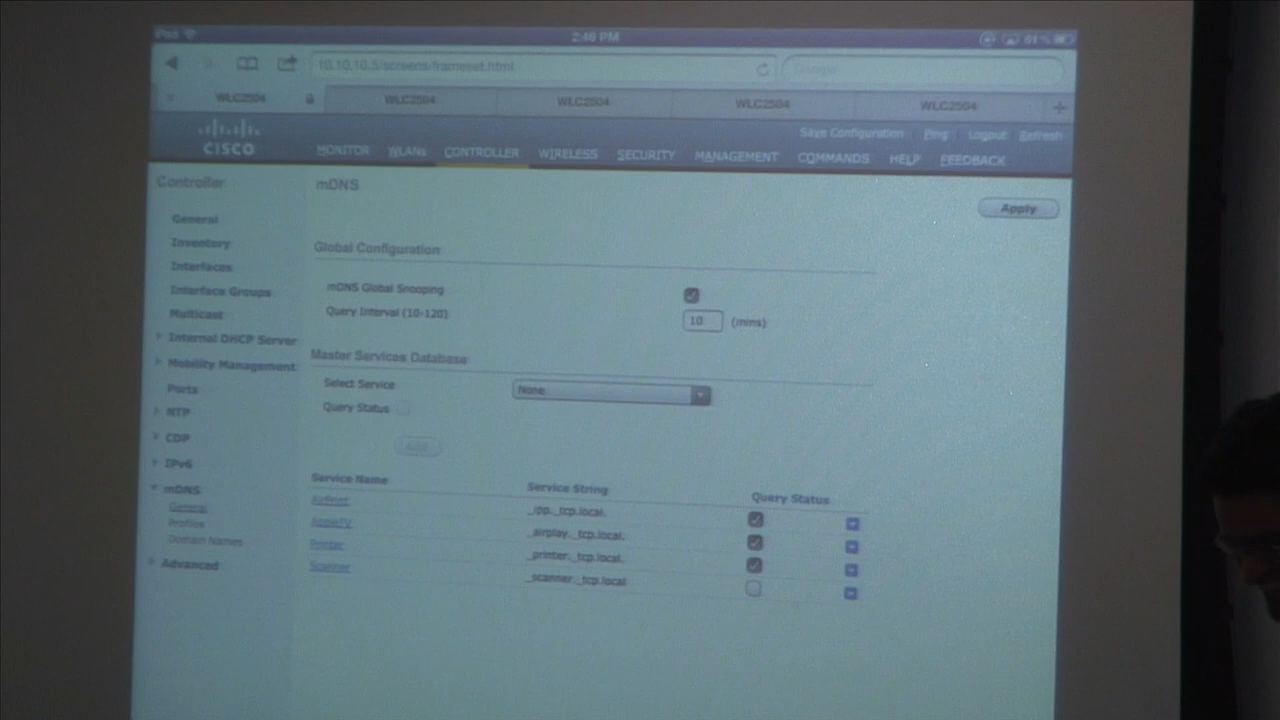 iPod 2:46 PM 61%
10.10.10.5/screens/frameset.html Google
WLC2504 WLC2504 WLC2504 WLC2504 WLC2504 +
Save Configuration Ping Logout Refresh
CISCO MONITOR WLANs CONTROLLER WIRELESS SECURITY MANAGEMENT COMMANDS HELP FEEDBACK
Controller
General
Inventory
Interfaces
Interface Groups
Multicast
Internal DHCP Server
Mobility Management
Ports
NTP
CDP
IPv6
mDNS
General
Profiles
Domain Names
Advanced
mDNS
Apply
Global Configuration
mDNS Global Snooping
Query Interval (10-120) 10 (mins)
Master Services Database
Select Service None
Query Status
Service Name Service String Query Status
AirPrint _ipp._tcp.local.
AppleTV _airplay._tcp.local.
Printer _printer._tcp.local.
Scanner _scanner._tcp.local